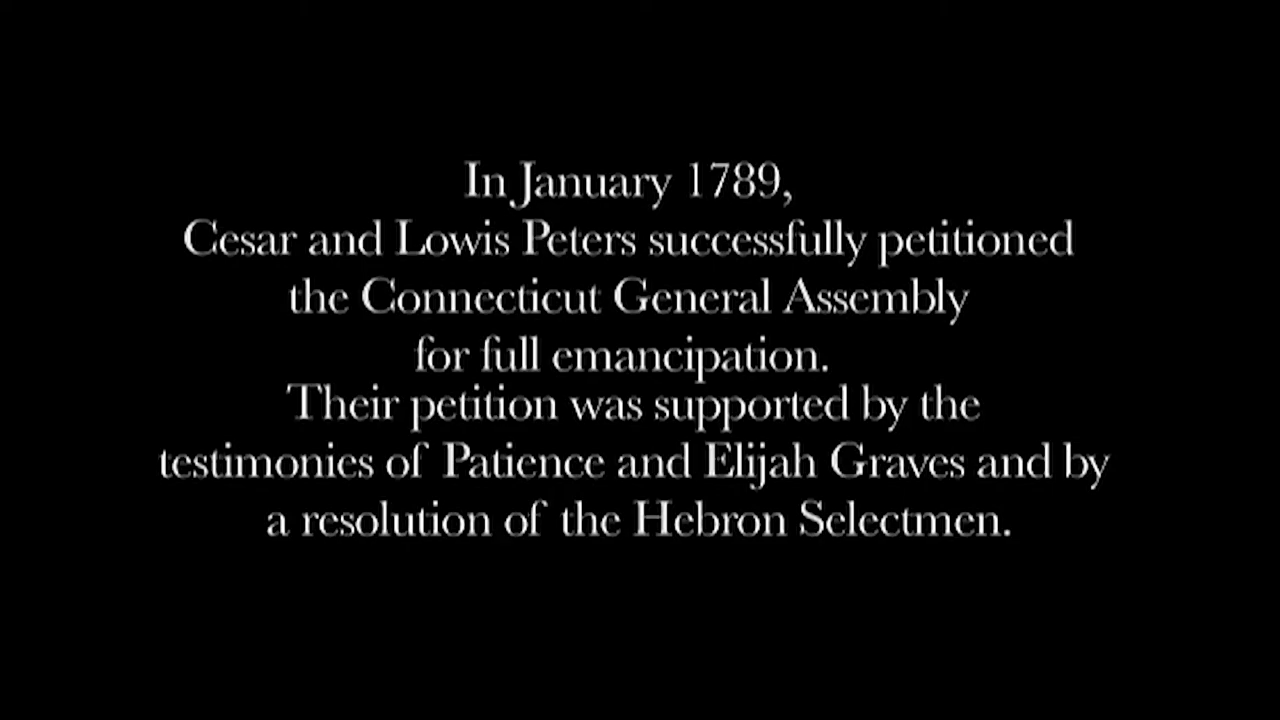 In January 1789,
Cesar and Lowis Peters successfully petitioned
the Connecticut General Assembly
for full emancipation.
Their petition was supported by the
testimonies of Patience and Elijah Graves and by
a resolution of the Hebron Selectmen.